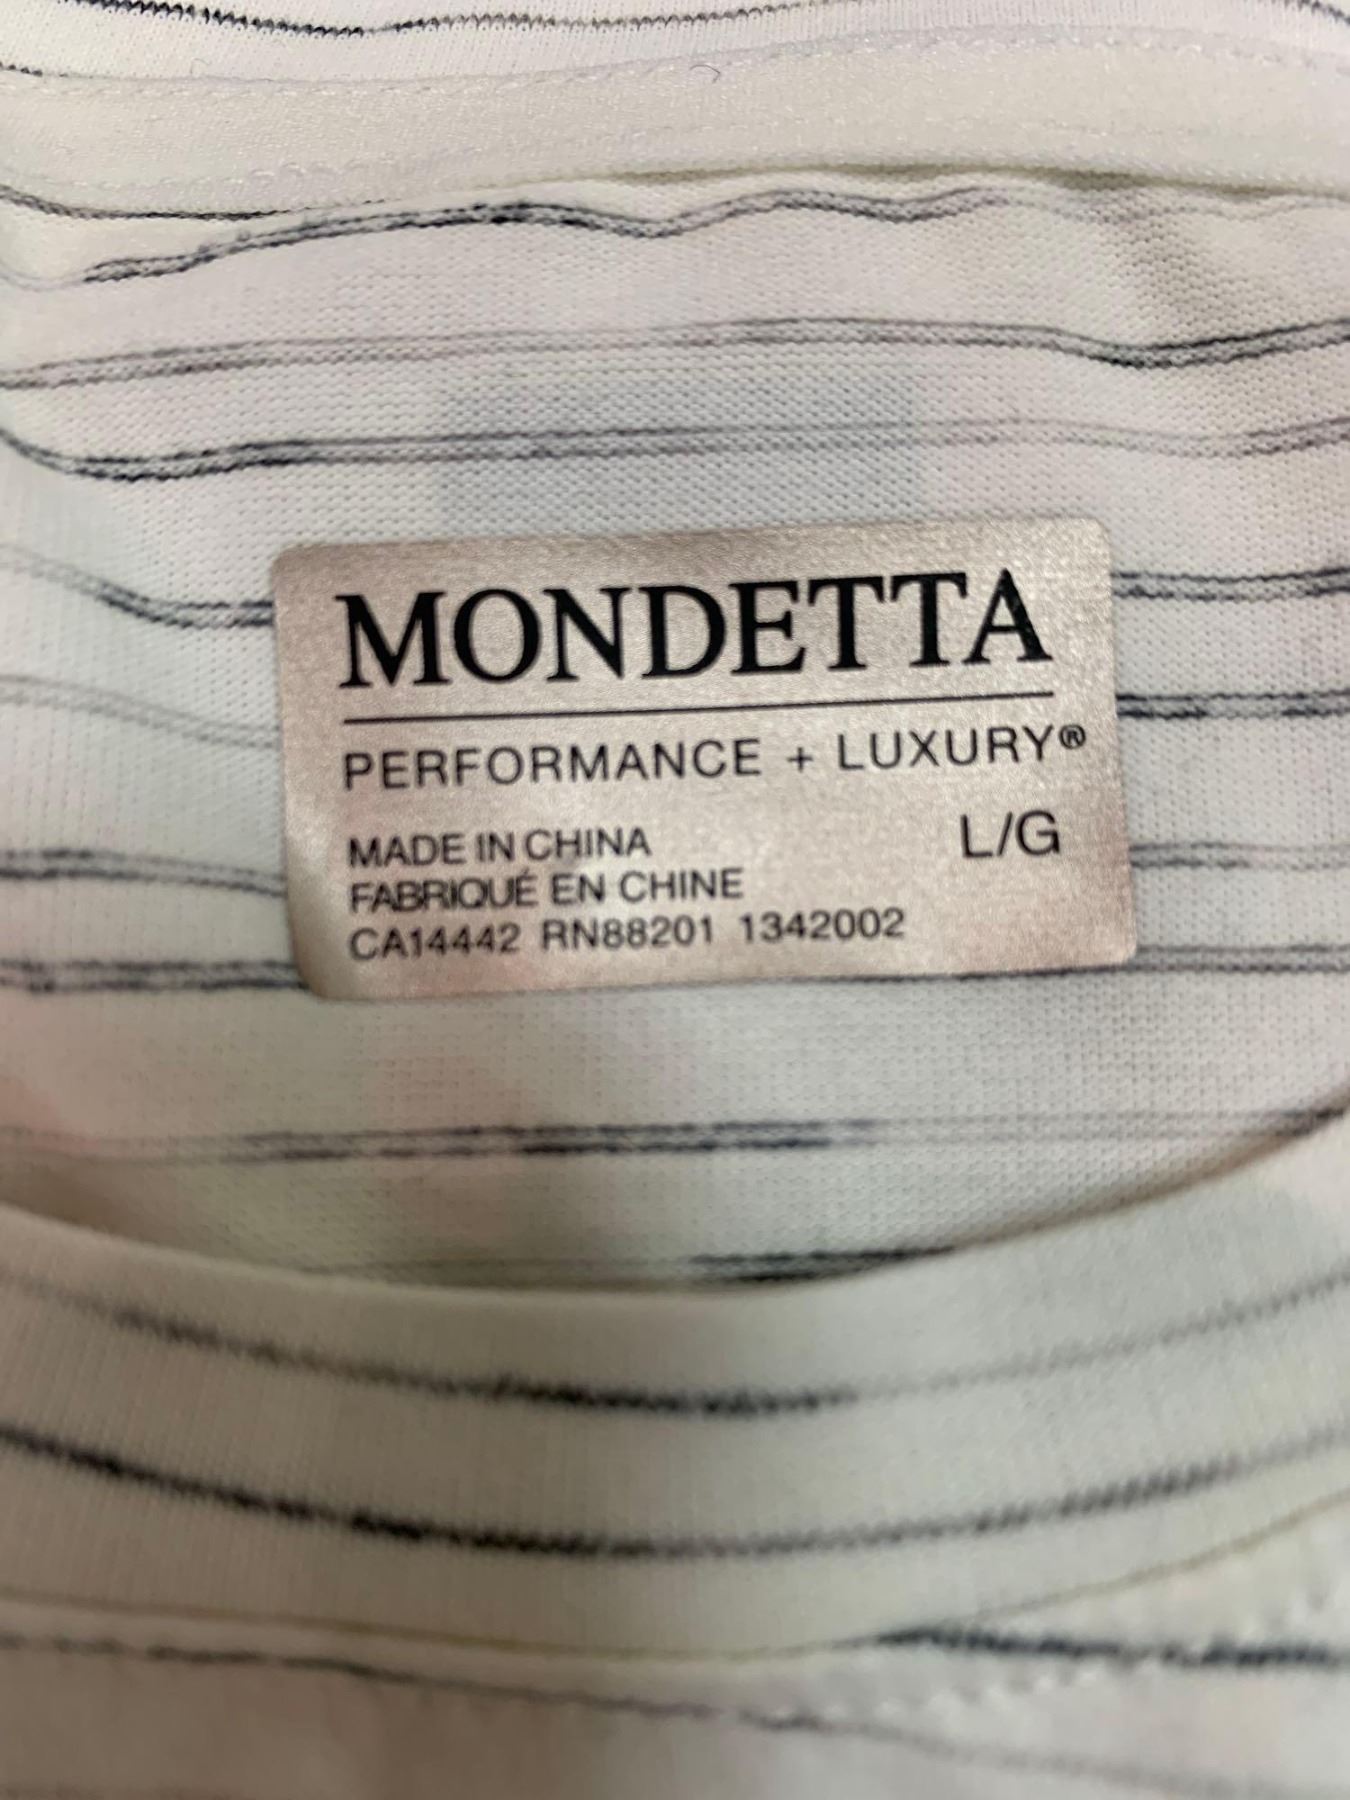 MONDETTA
PERFORMANCE + LUXURY®
MADE IN CHINA L/G
FABRIQUÉ EN CHINE
CA14442 RN88201 1342002